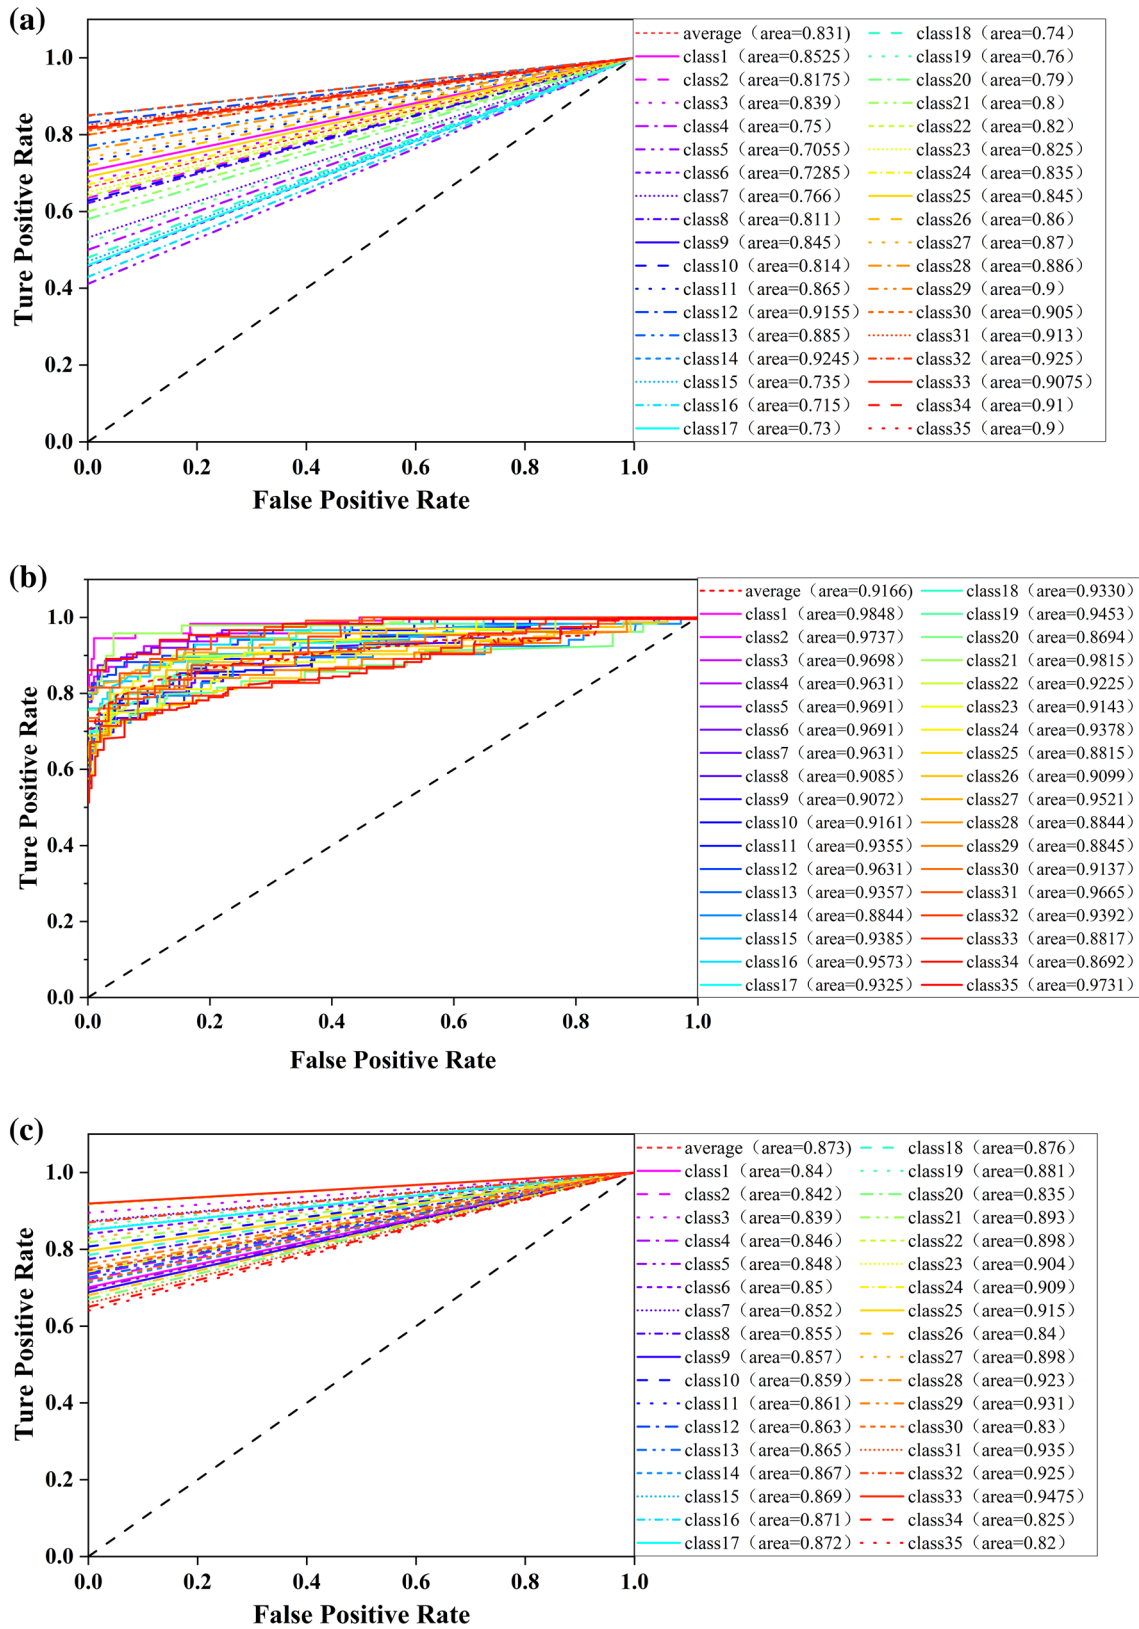 (a)
Ture Positive Rate
1.0
0.8
0.6
0.4
0.2
0.0
0.0 0.2 0.4 0.6 0.8 1.0
False Positive Rate
average（area=0.831） class18（area=0.74）
class1（area=0.8525） class19（area=0.76）
class2（area=0.8175） class20（area=0.79）
class3（area=0.839） class21（area=0.8）
class4（area=0.75） class22（area=0.82）
class5（area=0.7055） class23（area=0.825）
class6（area=0.7285） class24（area=0.835）
class7（area=0.766） class25（area=0.845）
class8（area=0.811） class26（area=0.86）
class9（area=0.845） class27（area=0.87）
class10（area=0.814） class28（area=0.886）
class11（area=0.865） class29（area=0.9）
class12（area=0.9155） class30（area=0.905）
class13（area=0.885） class31（area=0.913）
class14（area=0.9245） class32（area=0.925）
class15（area=0.735） class33（area=0.9075）
class16（area=0.715） class34（area=0.91）
class17（area=0.73） class35（area=0.9）
(b)
Ture Positive Rate
1.0
0.8
0.6
0.4
0.2
0.0
0.0 0.2 0.4 0.6 0.8 1.0
False Positive Rate
average（area=0.9166） class18（area=0.9330）
class1（area=0.9848） class19（area=0.9453）
class2（area=0.9737） class20（area=0.8694）
class3（area=0.9698） class21（area=0.9815）
class4（area=0.9631） class22（area=0.9225）
class5（area=0.9691） class23（area=0.9143）
class6（area=0.9691） class24（area=0.9378）
class7（area=0.9631） class25（area=0.8815）
class8（area=0.9085） class26（area=0.9099）
class9（area=0.9072） class27（area=0.9521）
class10（area=0.9161） class28（area=0.8844）
class11（area=0.9355） class29（area=0.8845）
class12（area=0.9631） class30（area=0.9137）
class13（area=0.9357） class31（area=0.9665）
class14（area=0.8844） class32（area=0.9392）
class15（area=0.9385） class33（area=0.8817）
class16（area=0.9573） class34（area=0.8692）
class17（area=0.9325） class35（area=0.9731）
(c)
Ture Positive Rate
1.0
0.8
0.6
0.4
0.2
0.0
0.0 0.2 0.4 0.6 0.8 1.0
False Positive Rate
average（area=0.873） class18（area=0.876）
class1（area=0.84） class19（area=0.881）
class2（area=0.842） class20（area=0.835）
class3（area=0.839） class21（area=0.893）
class4（area=0.846） class22（area=0.898）
class5（area=0.848） class23（area=0.904）
class6（area=0.85） class24（area=0.909）
class7（area=0.852） class25（area=0.915）
class8（area=0.855） class26（area=0.84）
class9（area=0.857） class27（area=0.898）
class10（area=0.859） class28（area=0.923）
class11（area=0.861） class29（area=0.931）
class12（area=0.863） class30（area=0.83）
class13（area=0.865） class31（area=0.935）
class14（area=0.867） class32（area=0.925）
class15（area=0.869） class33（area=0.9475）
class16（area=0.871） class34（area=0.825）
class17（area=0.872） class35（area=0.82）